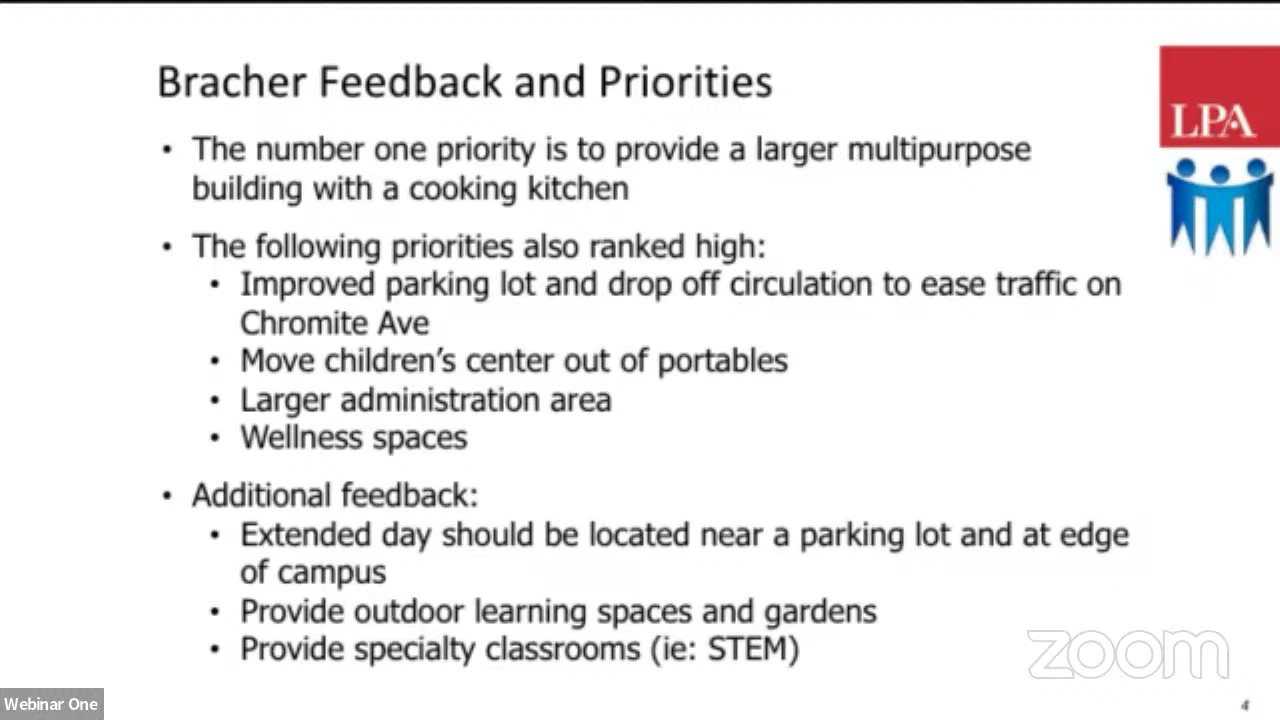 Bracher Feedback and Priorities
LPA
• The number one priority is to provide a larger multipurpose
building with a cooking kitchen
• The following priorities also ranked high:
• Improved parking lot and drop off circulation to ease traffic on
Chromite Ave
• Move children’s center out of portables
• Larger administration area
• Wellness spaces
• Additional feedback:
• Extended day should be located near a parking lot and at edge
of campus
• Provide outdoor learning spaces and gardens
• Provide specialty classrooms (ie: STEM)
zoom
Webinar One
4